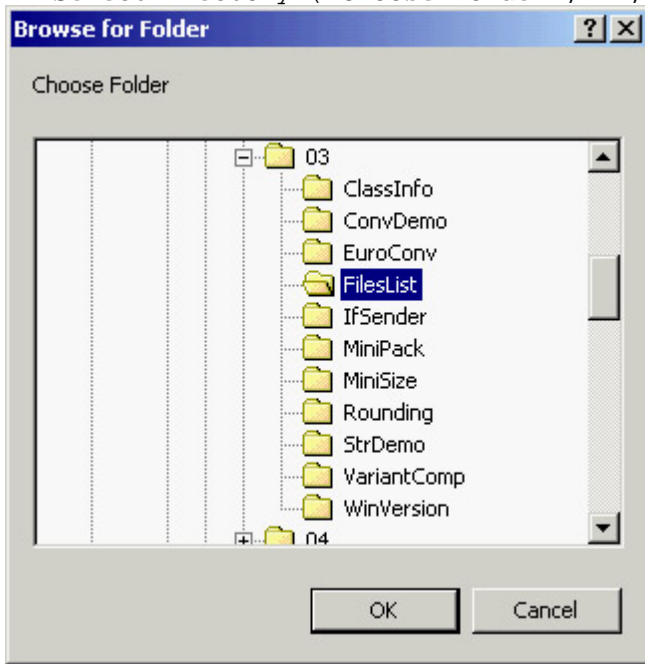 Browse for Folder
Choose Folder
03
ClassInfo
ConvDemo
EuroConv
FilesList
IfSender
MiniPack
MiniSize
Rounding
StrDemo
VariantComp
WinVersion
04
OK Cancel